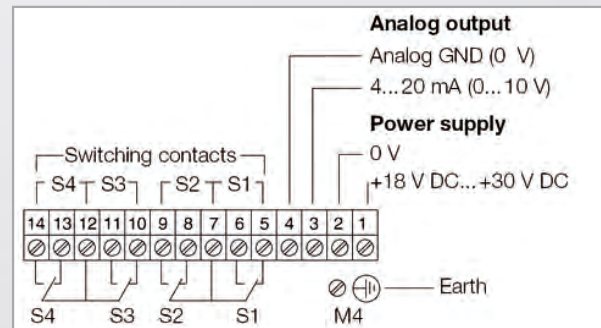 Analog output
Analog GND (0 V)
4...20 mA (0...10 V)
Power supply
0 V
+18 V DC...+30 V DC
Switching contacts
S4 S3 S2 S1
14 13 12 11 10 9 8 7 6 5 4 3 2 1
Earth
S4 S3 S2 S1 M4